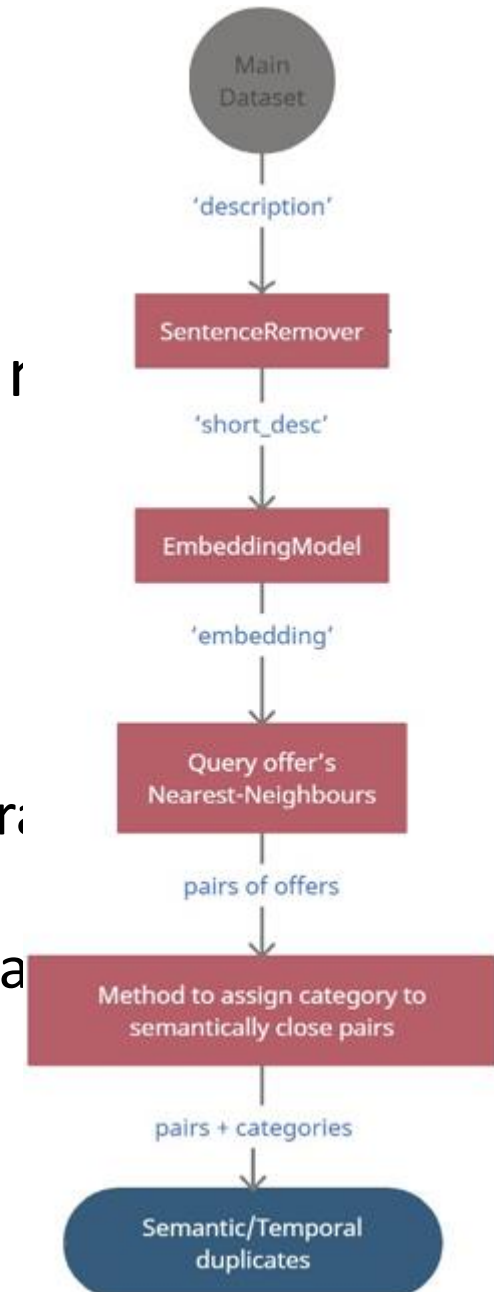 Main
Dataset
‘description’
SentenceRemover
‘short_desc’
EmbeddingModel
‘embedding’
Query offer’s
Nearest-Neighbours
pairs of offers
Method to assign category to
semantically close pairs
pairs + categories
Semantic/Temporal
duplicates